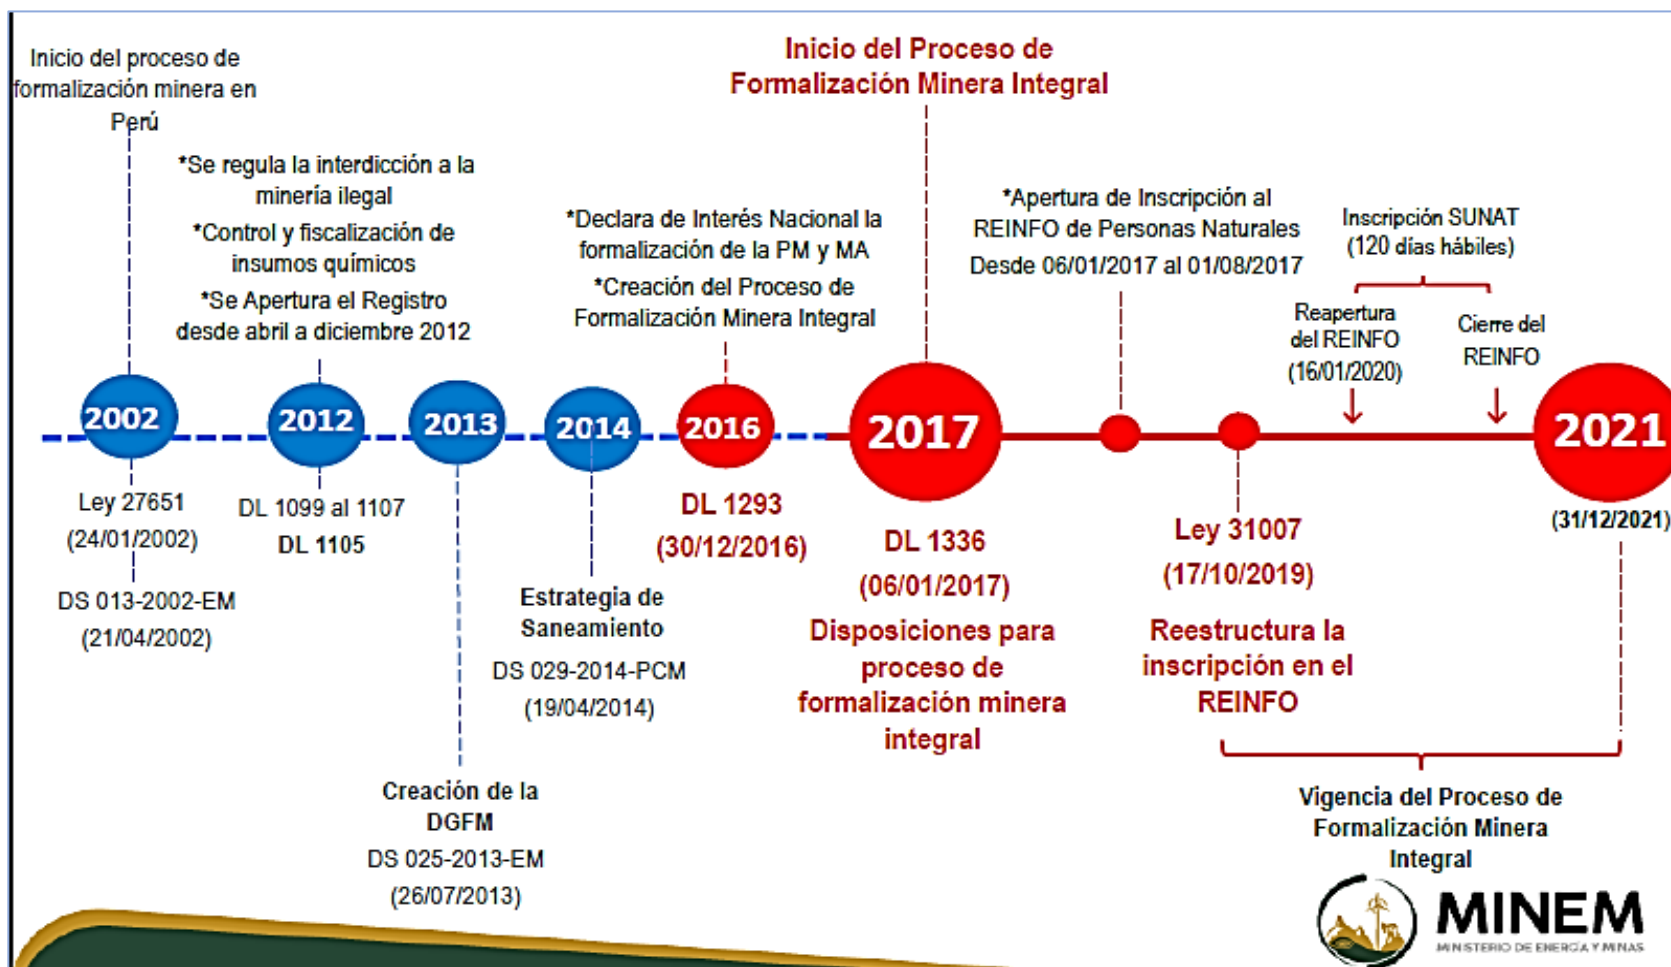 Inicio del proceso de
formalización minera en
Perú
*Se regula la interdicción a la
minería ilegal
*Control y fiscalización de
insumos químicos
*Se Apertura el Registro
desde abril a diciembre 2012
*Declara de Interés Nacional la
formalización de la PM y MA
*Creación del Proceso de
Formalización Minera Integral
Inicio del Proceso de
Formalización Minera Integral
*Apertura de Inscripción al
REINFO de Personas Naturales
Desde 06/01/2017 al 01/08/2017
Inscripción SUNAT
(120 días hábiles)
Reapertura
del REINFO
(16/01/2020)
Cierre del
REINFO
2002
2012
2013
2014
2016
2017
2021
Ley 27651
(24/01/2002)
DS 013-2002-EM
(21/04/2002)
DL 1099 al 1107
DL 1105
Creación de la
DGFM
DS 025-2013-EM
(26/07/2013)
Estrategia de
Saneamiento
DS 029-2014-PCM
(19/04/2014)
DL 1293
(30/12/2016)
DL 1336
(06/01/2017)
Disposiciones para
proceso de
formalización minera
integral
Ley 31007
(17/10/2019)
Reestructura la
inscripción en el
REINFO
(31/12/2021)
Vigencia del Proceso de
Formalización Minera
Integral
MINEM
MINISTERIO DE ENERGÍA Y MINAS